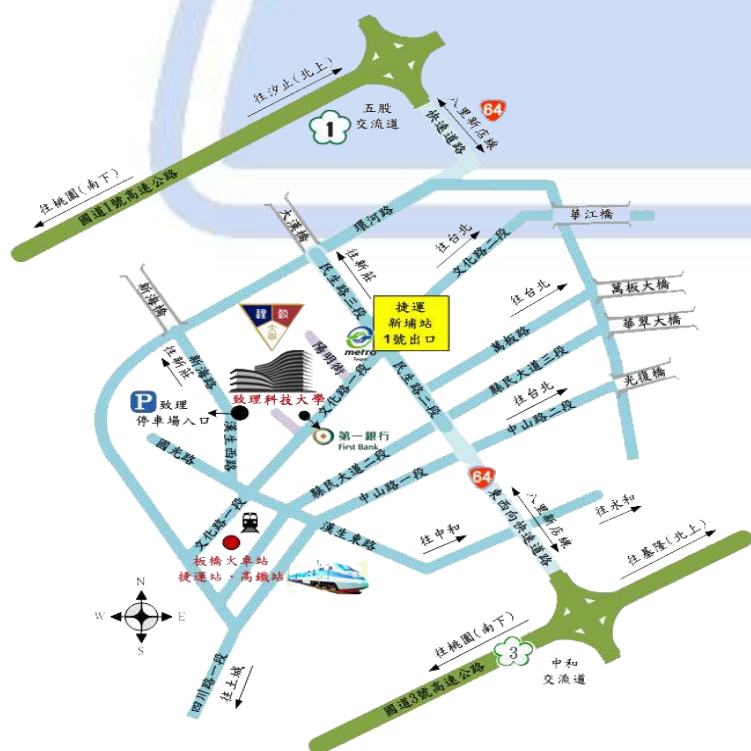 往汐止(北上)
五股
交流道
1
64
八里新店線
快速道路
往桃園(南下)
國道1號高速公路
大漢橋
環河路
華江橋
往台北
文化路二段
往新莊
民生路三段
新海橋
往新莊
新海路
致理
大學
捷運
新埔站
1號出口
陽明街
metro
往台北
萬板路
萬板大橋
華翠大橋
縣民大道三段
光復橋
往台北
中山路二段
民生路二段
致理科技大學
文化路一段
P 致理
停車場入口
漢生西路
第一銀行
First Bank
國光路
縣民大道二段
中山路一段
64
東西向快速道路
八里新店線
文化路一段
漢生東路
往中和
往永和
板橋火車站
捷運站、高鐵站
往基隆(北上)
N
W
E
S
往桃園(南下)
3
中和
交流道
國道3號高速公路
四川路一段
往土城